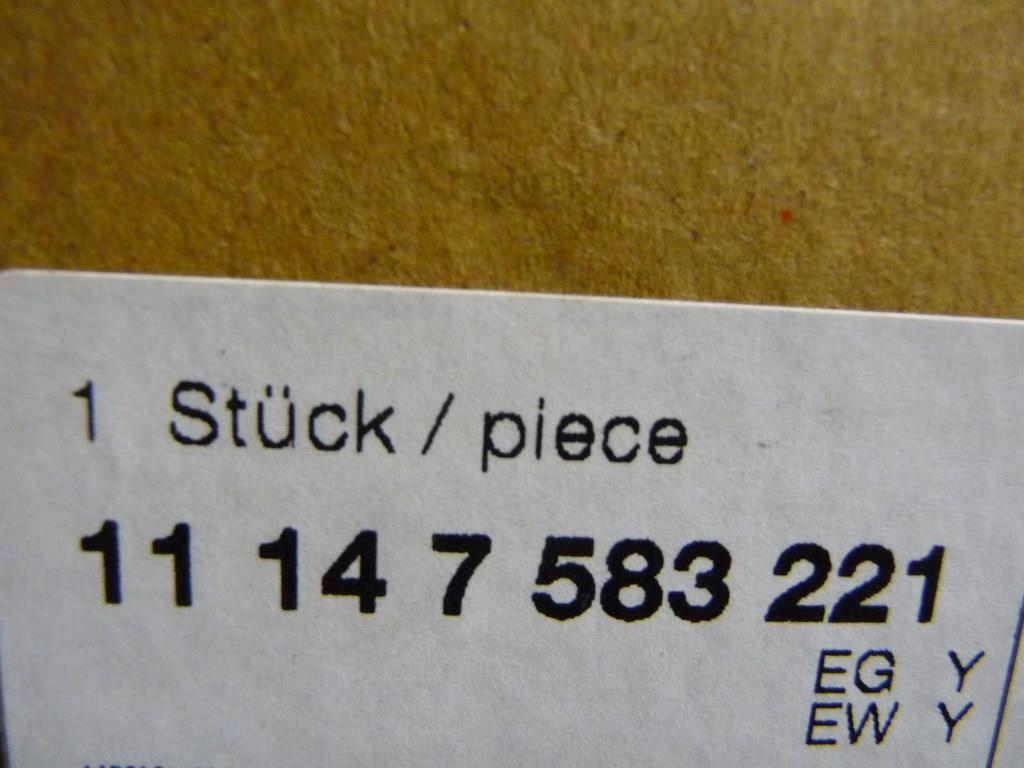 1 Stück / piece
11 14 7 583 221
EG Y
EW Y